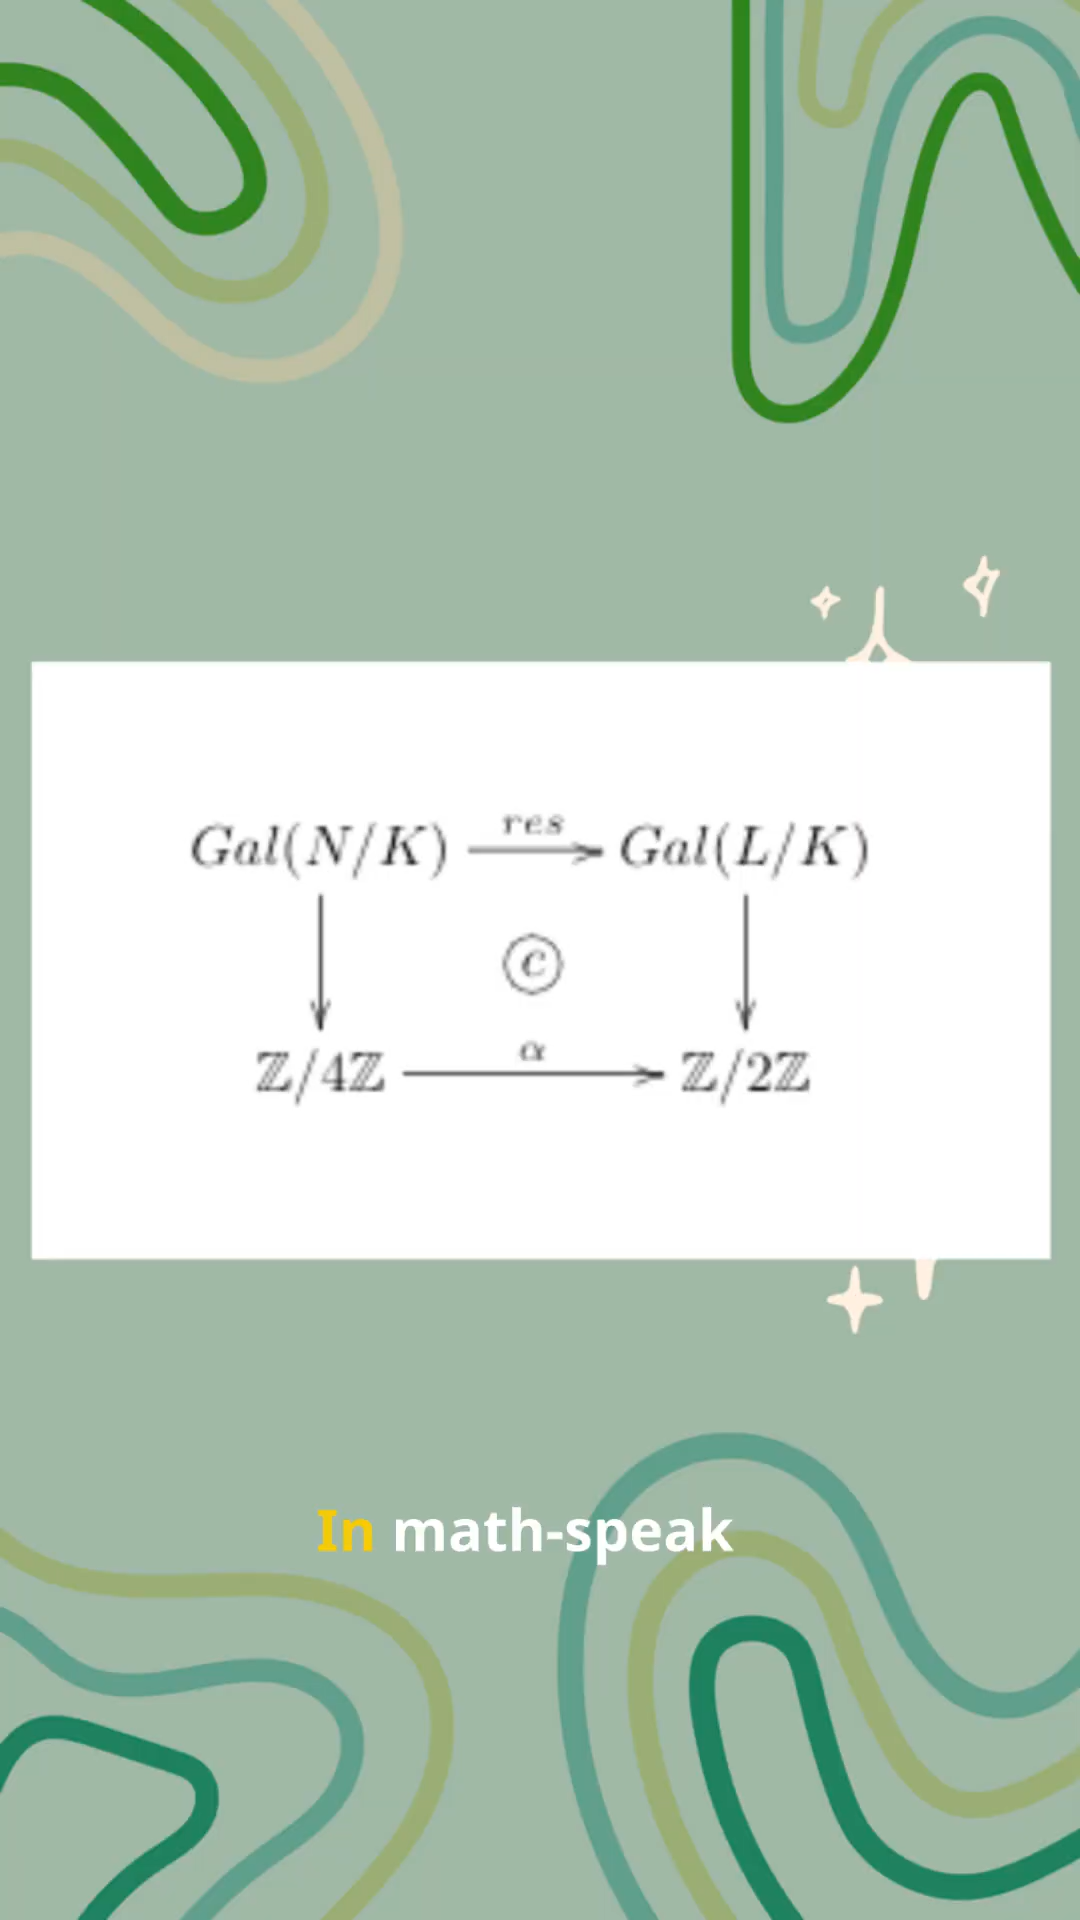 res
Gal(N/K) Gal(L/K)
c
α
ℤ/4ℤ ℤ/2ℤ
In math-speak